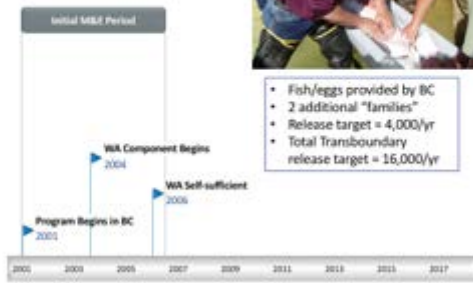 Initial M&E Period
• Fish/eggs provided by BC
• 2 additional "families"
• Release target = 4,000/yr
• Total Transboundary
release target = 16,000/yr
WA Component Begins
2004
WA Self-sufficient
2006
Program Begins in BC
2001
2001 2003 2005 2007 2009 2011 2013 2015 2017